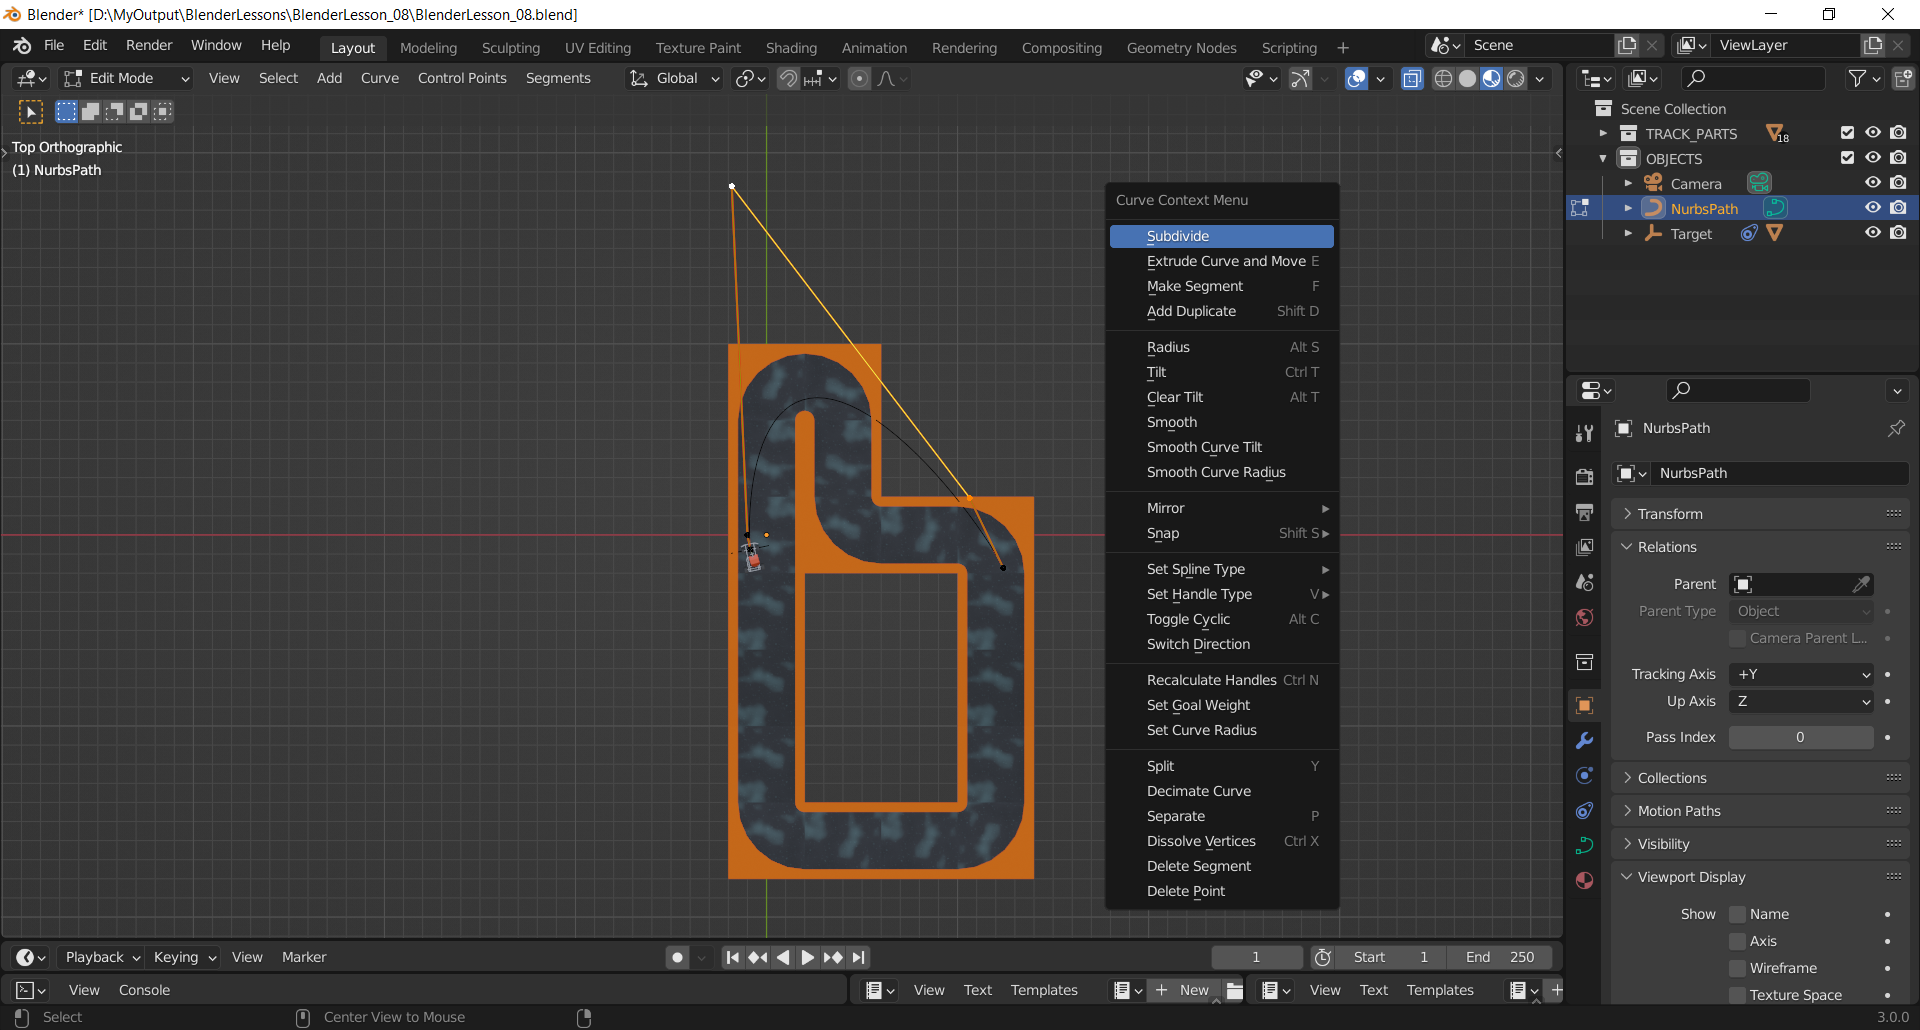 Blender* [D:\MyOutput\BlenderLessons\BlenderLesson_08\BlenderLesson_08.blend]
File Edit Render Window Help Layout Modeling Sculpting UV Editing Texture Paint Shading Animation Rendering Compositing Geometry Nodes Scripting + Scene ViewLayer
Edit Mode View Select Add Curve Control Points Segments Global
Top Orthographic
(1) NurbsPath
Curve Context Menu
Subdivide
Extrude Curve and Move E
Make Segment F
Add Duplicate Shift D
Radius Alt S
Tilt Ctrl T
Clear Tilt Alt T
Smooth
Smooth Curve Tilt
Smooth Curve Radius
Mirror
Snap Shift S
Set Spline Type
Set Handle Type V
Toggle Cyclic Alt C
Switch Direction
Recalculate Handles Ctrl N
Set Goal Weight
Set Curve Radius
Split Y
Decimate Curve
Separate P
Dissolve Vertices Ctrl X
Delete Segment
Delete Point
Scene Collection
TRACK_PARTS 18
OBJECTS
Camera
NurbsPath
Target
NurbsPath
NurbsPath
Transform
Relations
Parent
Parent Type Object
Camera Parent L...
Tracking Axis +Y
Up Axis Z
Pass Index 0
Collections
Motion Paths
Visibility
Viewport Display
Show Name
Axis
Wireframe
Texture Space
Playback Keying View Marker 1 Start 1 End 250
View Console View Text Templates + New View Text Templates +
Select Center View to Mouse 3.0.0